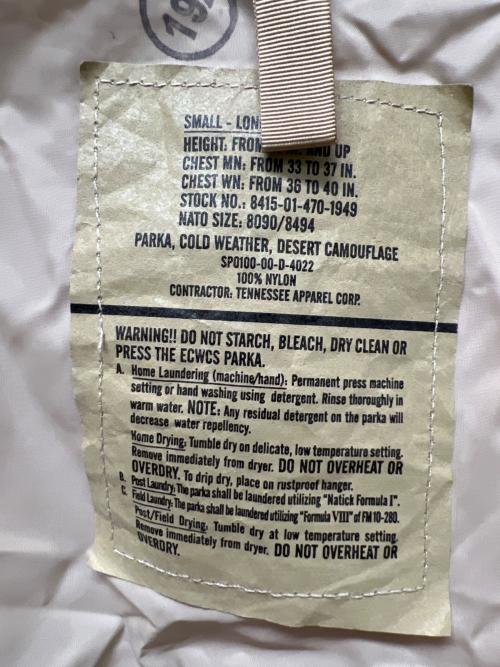 SMALL - LON
HEIGHT: FROM AND UP
CHEST MN: FROM 33 TO 37 IN.
CHEST WN: FROM 36 TO 40 IN.
STOCK NO.: 8415-01-470-1949
NATO SIZE: 8090/8494
PARKA, COLD WEATHER, DESERT CAMOUFLAGE
SPO100-00-D-4022
100% NYLON
CONTRACTOR: TENNESSEE APPAREL CORP.
WARNING!! DO NOT STARCH, BLEACH, DRY CLEAN OR
PRESS THE ECWCS PARKA.
A. Home Laundering (machine/hand): Permanent press machine
setting or hand washing using detergent. Rinse thoroughly in
warm water. NOTE: Any residual detergent on the parka will
decrease water repellency.
Home Drying: Tumble dry on delicate, low temperature setting.
Remove immediately from dryer. DO NOT OVERHEAT OR
OVERDRY. To drip dry, place on rustproof hanger.
B. Post Laundry: The parka shall be laundered utilizing "Natick Formula I".
C. Field Laundry: The parka shall be laundered utilizing "Formula VIII" of FM 10-280.
Post/Field Drying: Tumble dry at low temperature setting.
Remove immediately from dryer. DO NOT OVERHEAT OR
OVERDRY.